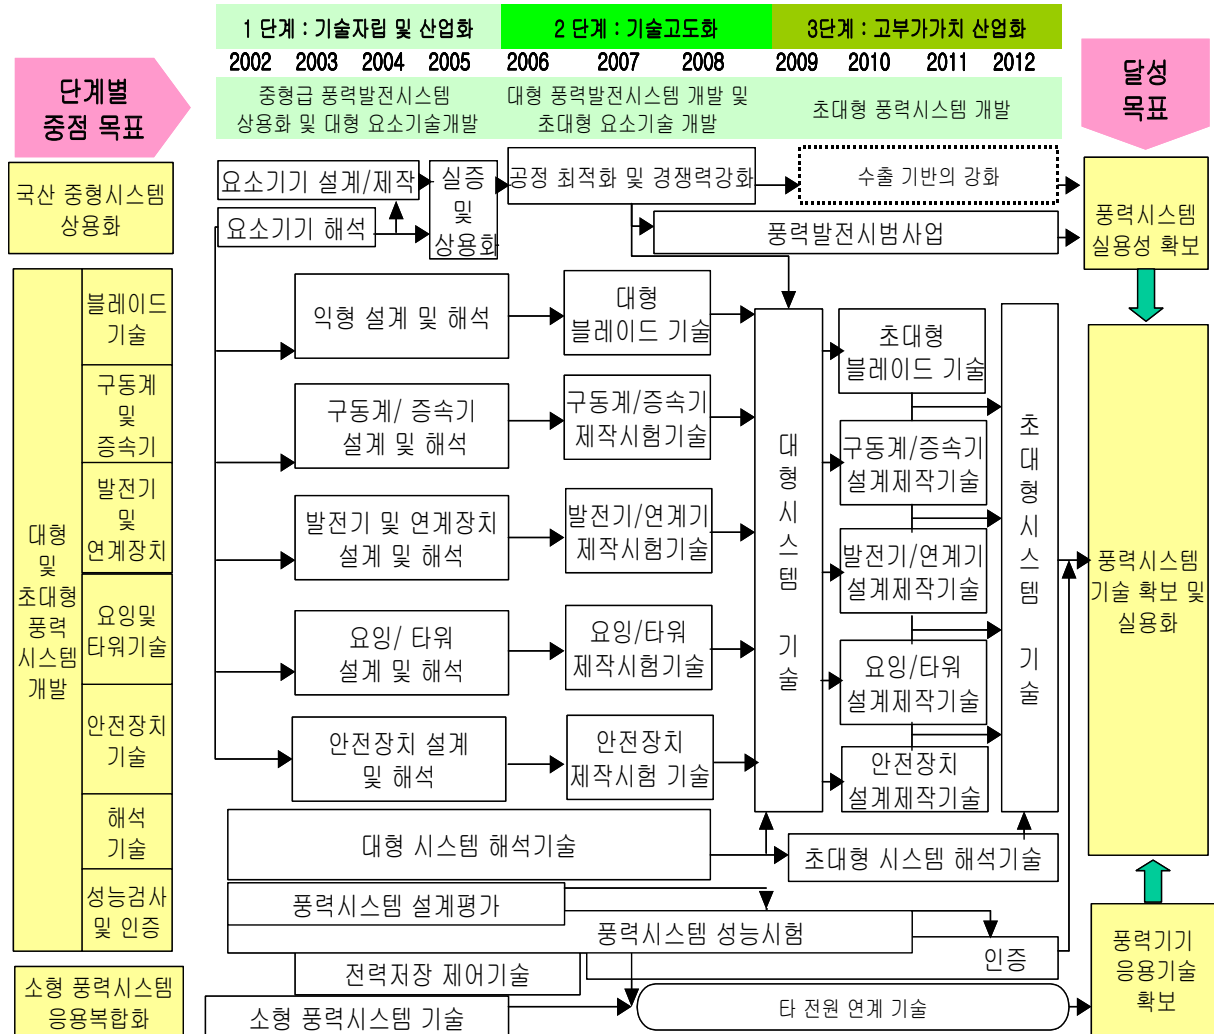 1 단계 : 기술자립 및 산업화
2 단계 : 기술고도화
3단계 : 고부가가치 산업화
2002 2003 2004 2005 2006 2007 2008 2009 2010 2011 2012
단계별
중점 목표
중형급 풍력발전시스템
상용화 및 대형 요소기술개발
대형 풍력발전시스템 개발 및
초대형 요소기술 개발
초대형 풍력시스템 개발
달성
목표
국산 중형시스템
상용화
요소기기 설계/제작
요소기기 해석
실증
및
상용화
공정 최적화 및 경쟁력강화
수출 기반의 강화
풍력발전시범사업
풍력시스템
실용성 확보
대형
및
초대형
풍력
시스템
개발
블레이드
기술
익형 설계 및 해석
대형
블레이드 기술
초대형
블레이드 기술
구동계
및
증속기
구동계/ 증속기
설계 및 해석
구동계/증속기
제작시험기술
구동계/증속기
설계제작기술
발전기
및
연계장치
발전기 및 연계장치
설계 및 해석
발전기/연계기
제작시험기술
발전기/연계기
설계제작기술
요잉및
타워기술
요잉/ 타워
설계 및 해석
요잉/타워
제작시험기술
요잉/타워
설계제작기술
안전장치
기술
안전장치 설계
및 해석
안전장치
제작시험 기술
안전장치
설계제작기술
대
형
시
스
템
기
술
초
대
형
시
스
템
기
술
풍력시스템
기술 확보 및
실용화
해석
기술
대형 시스템 해석기술
초대형 시스템 해석기술
성능검사
및 인증
풍력시스템 설계평가
풍력시스템 성능시험
인증
전력저장 제어기술
소형 풍력시스템
응용복합화
소형 풍력시스템 기술
타 전원 연계 기술
풍력기기
응용기술
확보